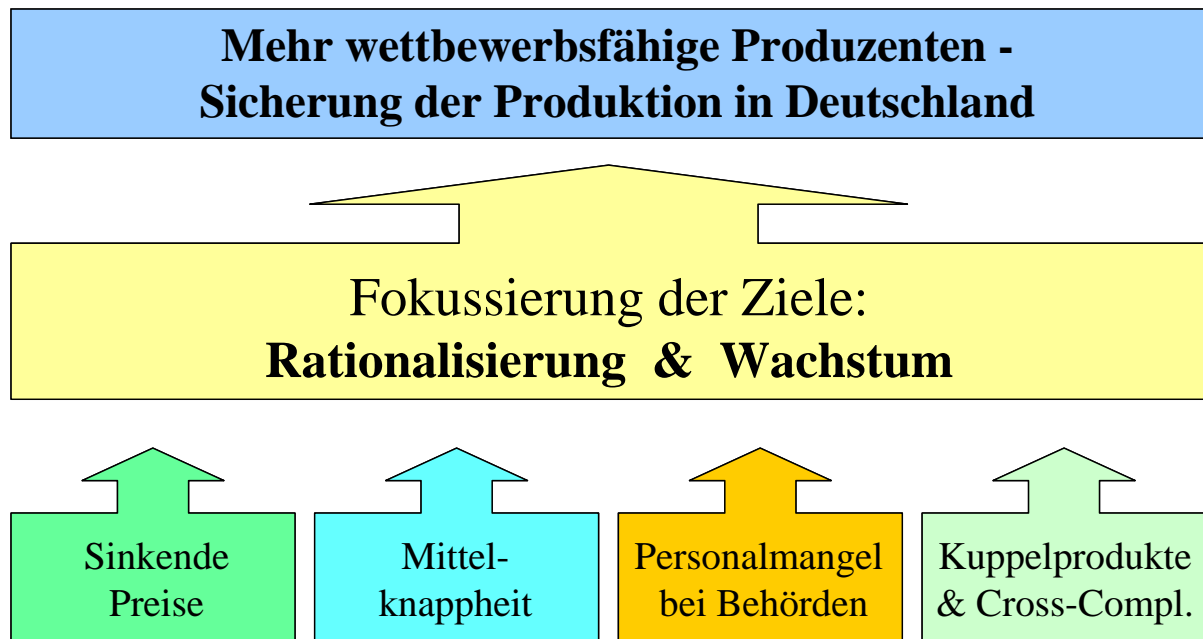 Mehr wettbewerbsfähige Produzenten -
Sicherung der Produktion in Deutschland
Fokussierung der Ziele:
Rationalisierung & Wachstum
Sinkende
Preise
Mittel-
knappheit
Personalmangel
bei Behörden
Kuppelprodukte
& Cross-Compl.